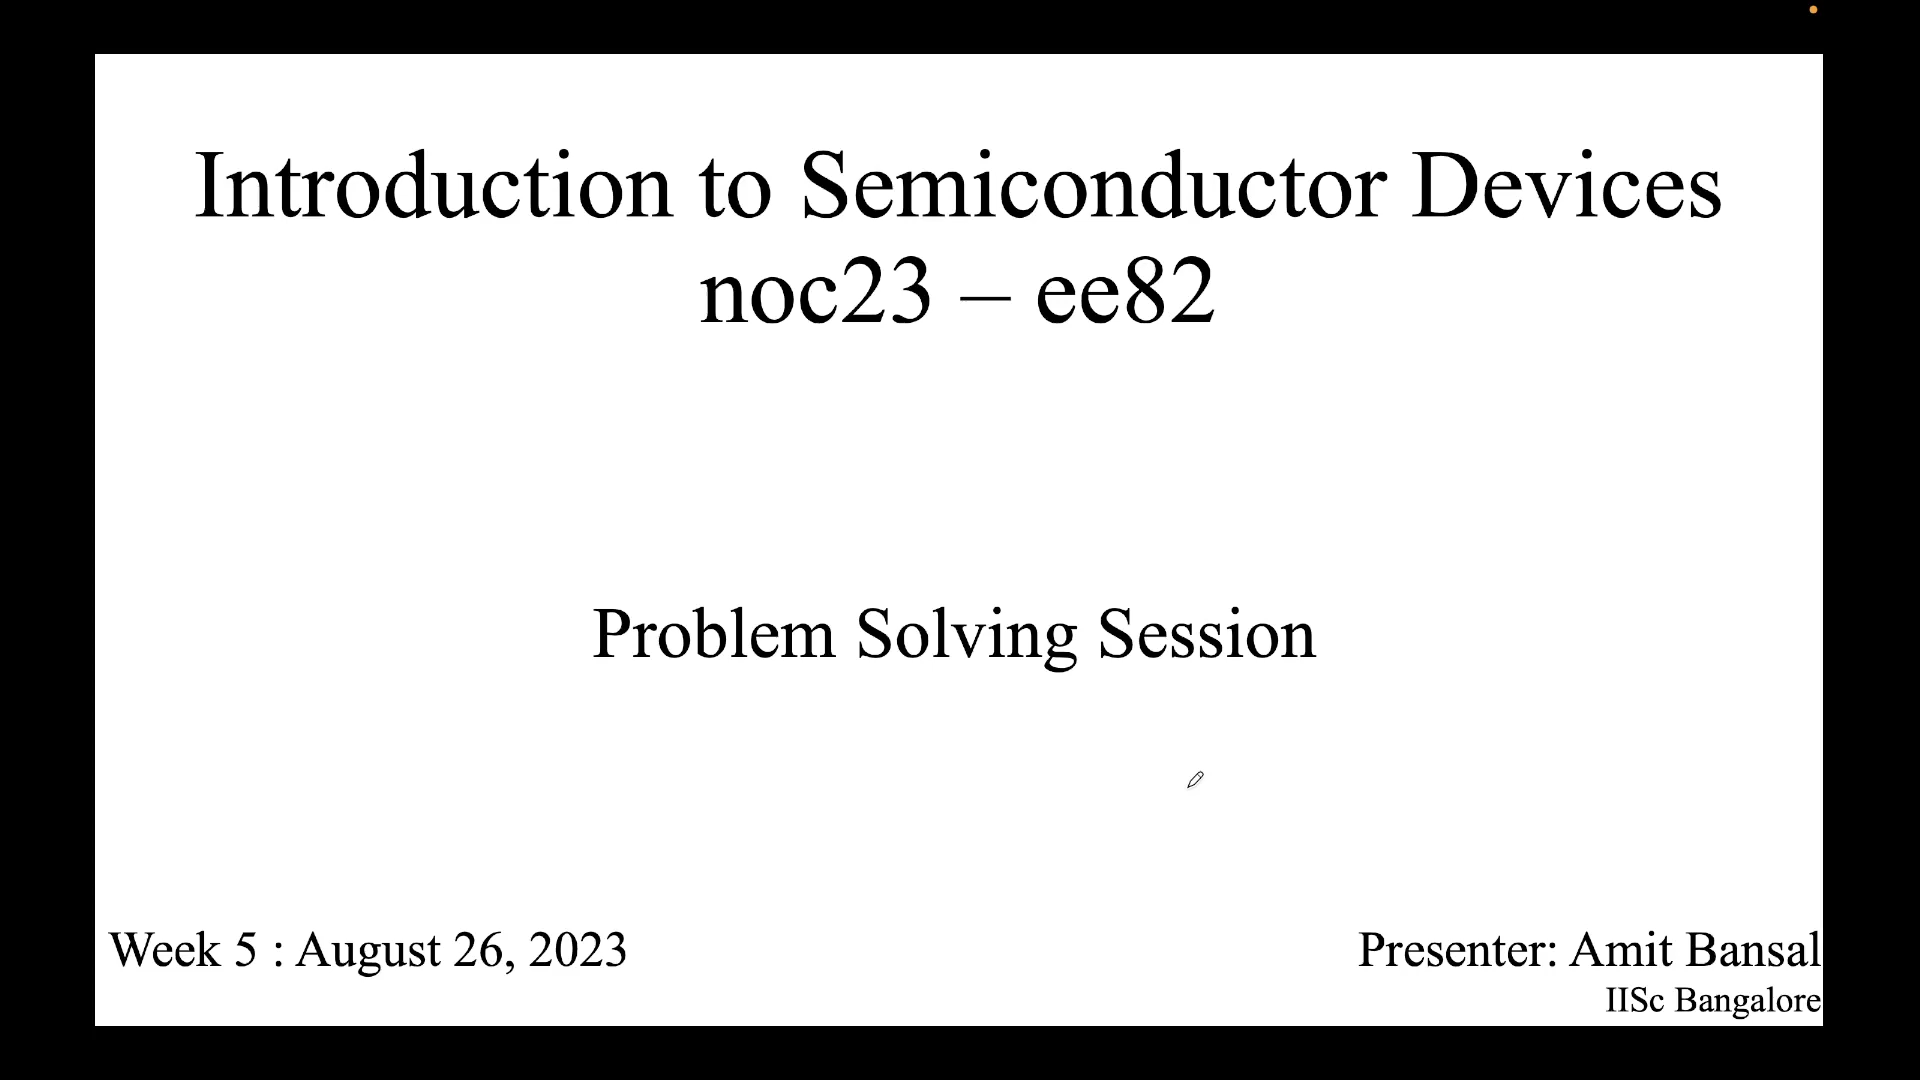 Introduction to Semiconductor Devices
noc23 – ee82
Problem Solving Session
Week 5 : August 26, 2023
Presenter: Amit Bansal
IISc Bangalore